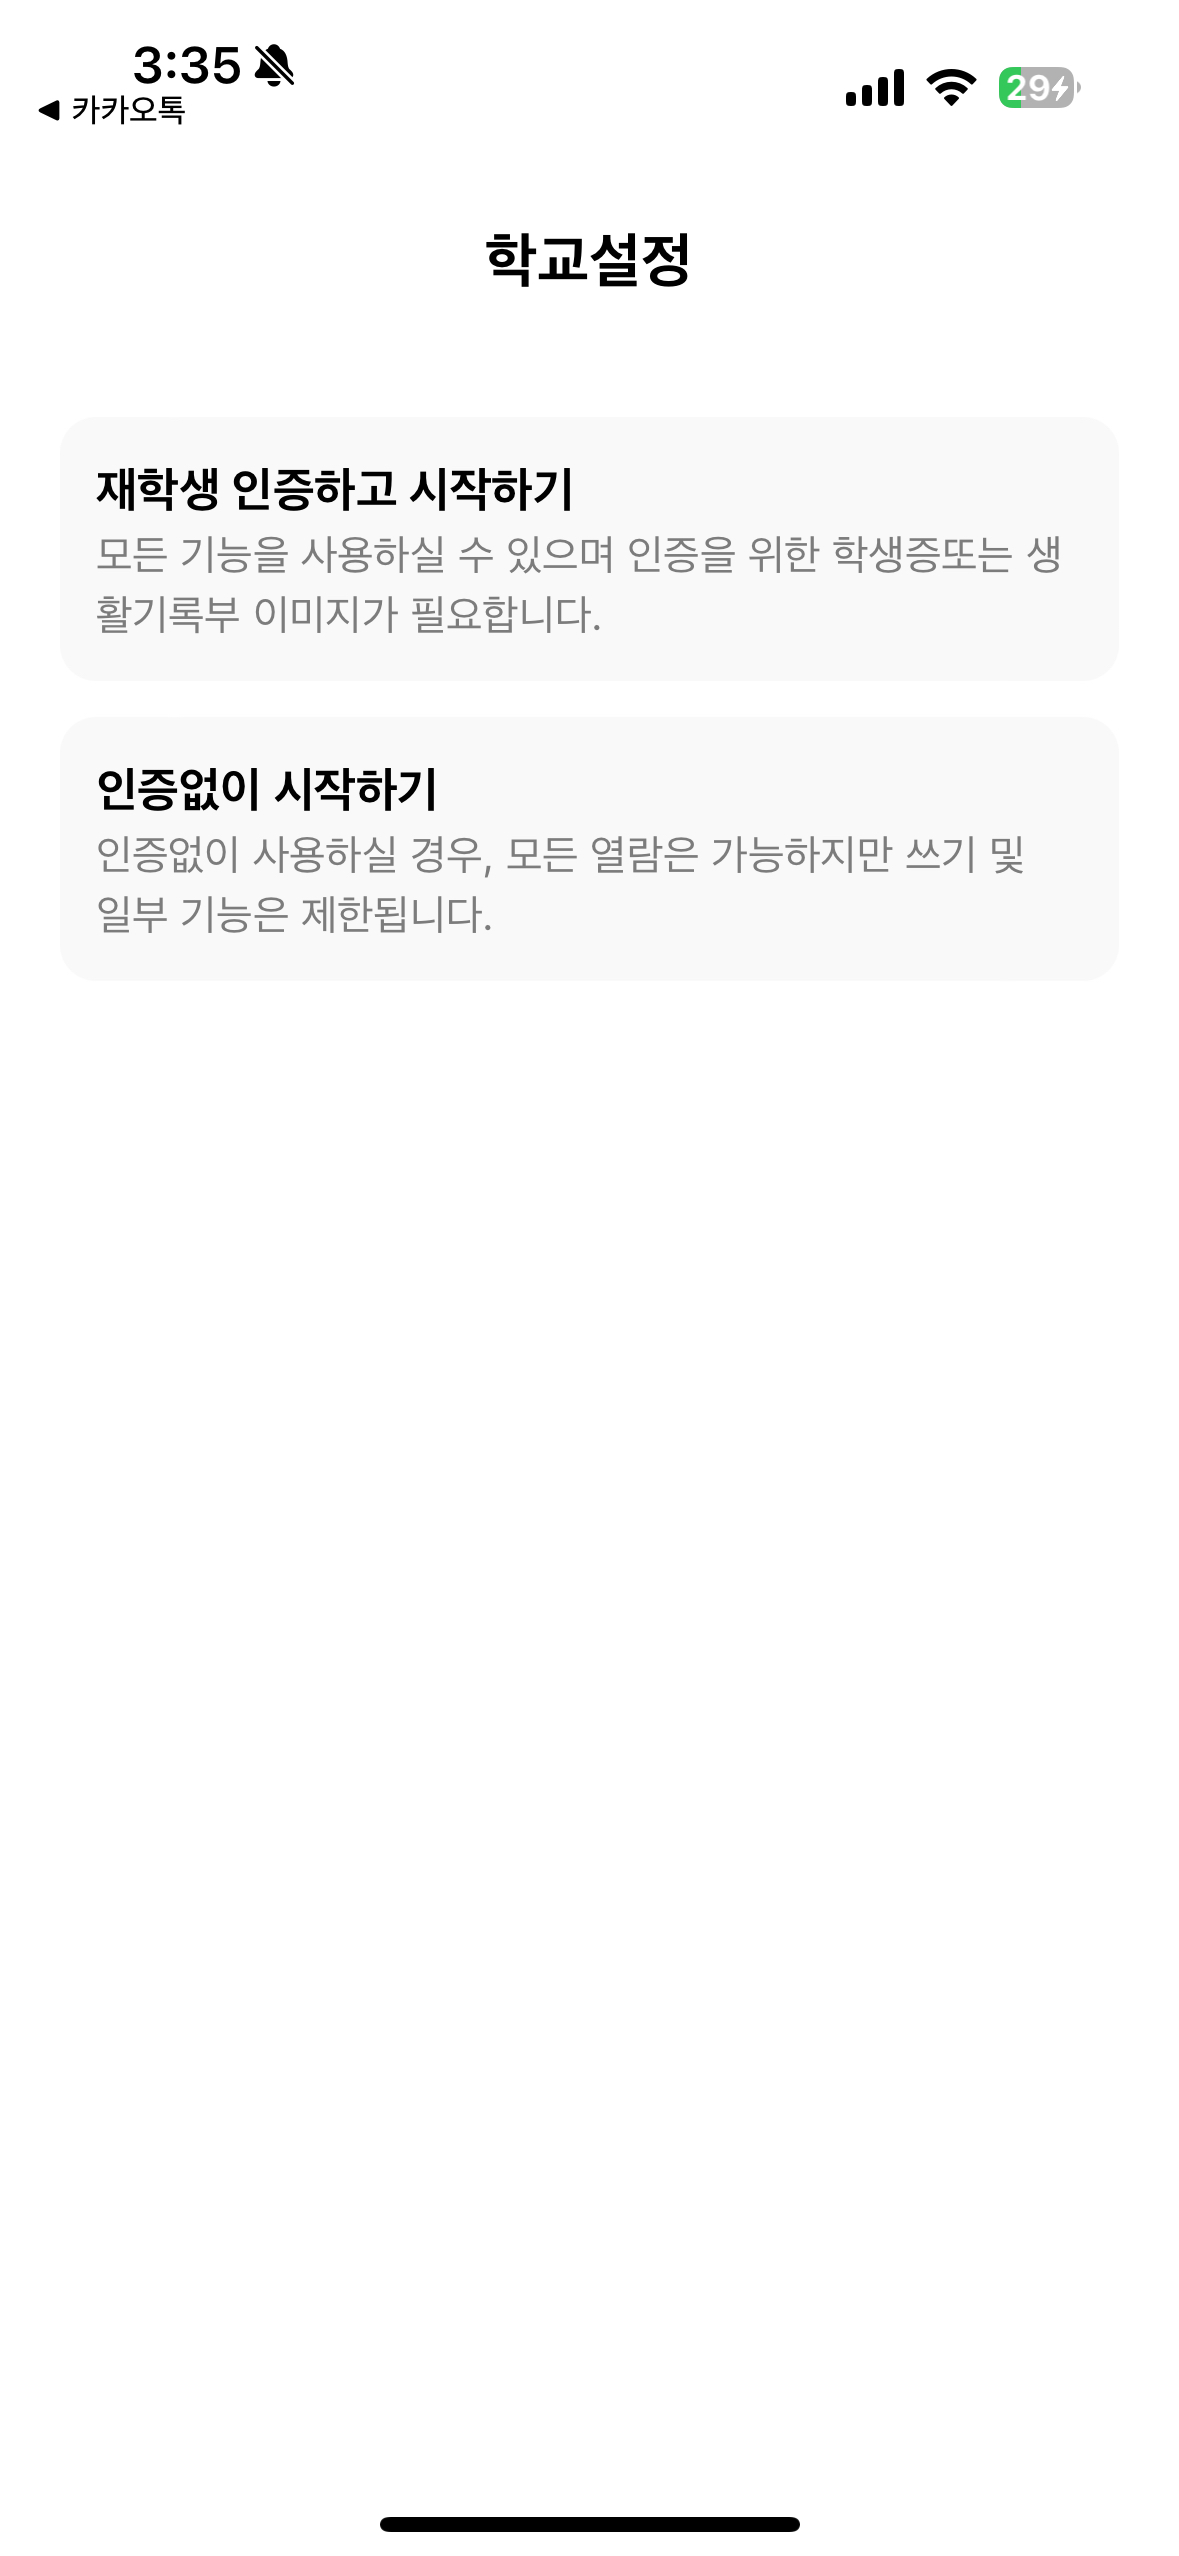 3:35
◀ 카카오톡
29
학교설정
재학생 인증하고 시작하기
모든 기능을 사용하실 수 있으며 인증을 위한 학생증또는 생
활기록부 이미지가 필요합니다.
인증없이 시작하기
인증없이 사용하실 경우, 모든 열람은 가능하지만 쓰기 및
일부 기능은 제한됩니다.